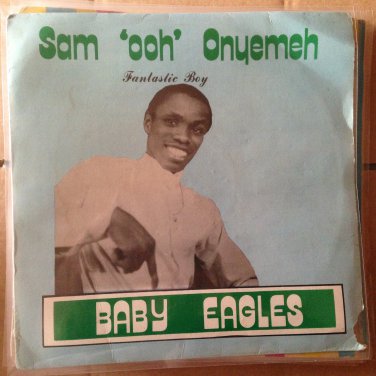 Sam 'ooh' Onyemeh
Fantastic Boy
BABY EAGLES